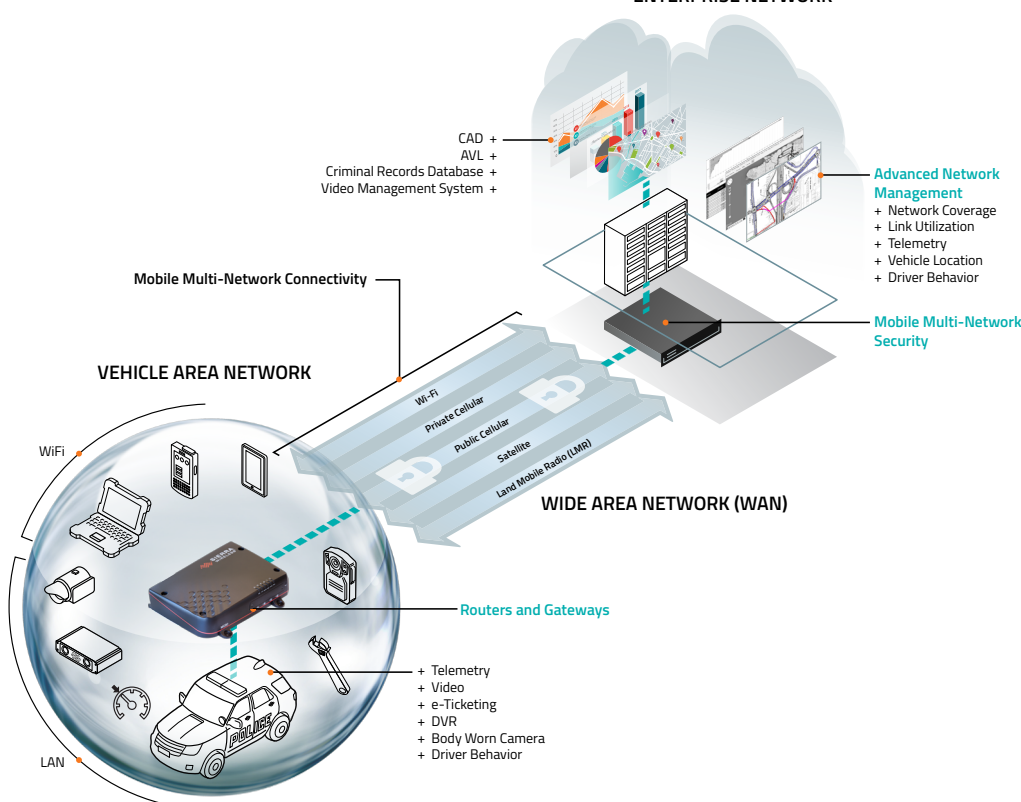 ENTERPRISE NETWORK
CAD +
AVL +
Criminal Records Database +
Video Management System +
Advanced Network
Management
+ Network Coverage
+ Link Utilization
+ Telemetry
+ Vehicle Location
+ Driver Behavior
Mobile Multi-Network Connectivity
Mobile Multi-Network
Security
VEHICLE AREA NETWORK
Wi-Fi
Private Cellular
Public Cellular
Satellite
Land Mobile Radio (LMR)
WiFi
WIDE AREA NETWORK (WAN)
SIERRA
WIRELESS
Routers and Gateways
+ Telemetry
+ Video
+ e-Ticketing
+ DVR
+ Body Worn Camera
+ Driver Behavior
POLICE
LAN